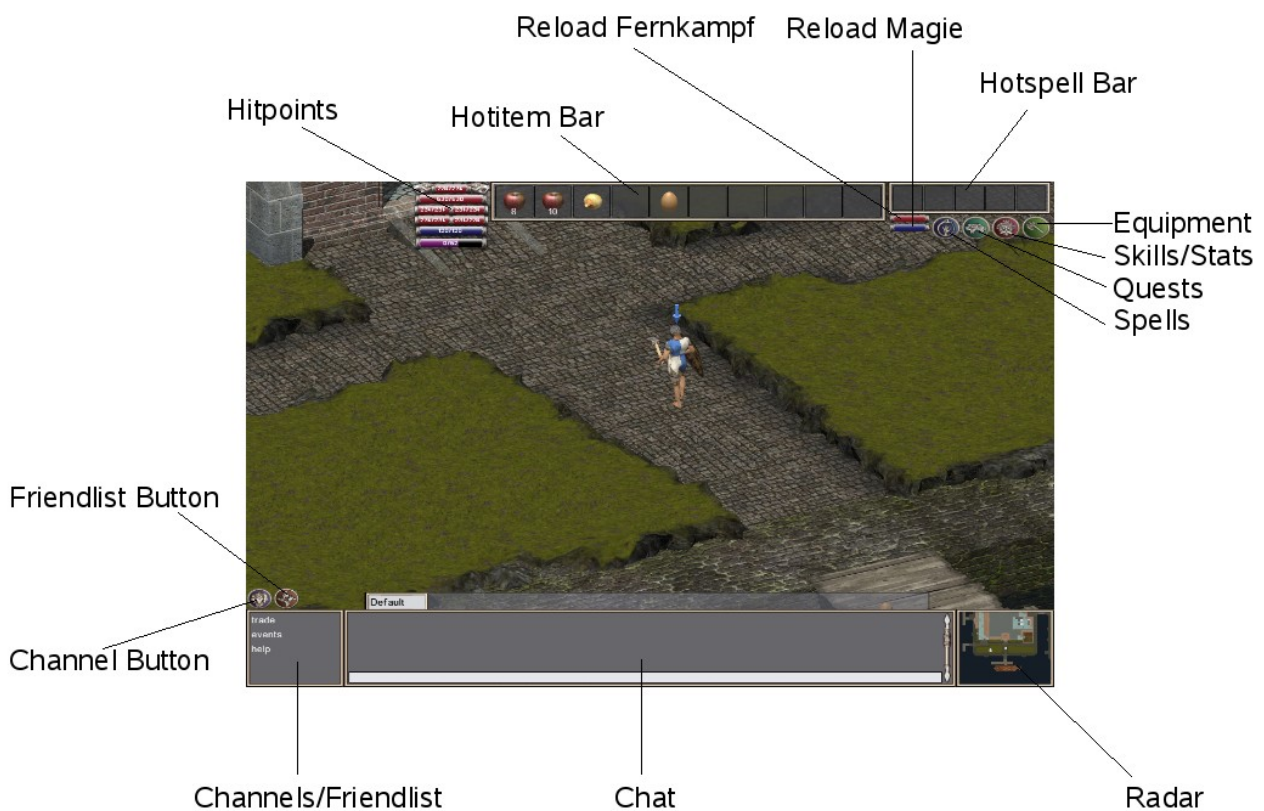 Reload Fernkampf
Reload Magie
Hotspell Bar
Hitpoints
Hotitem Bar
8
10
Equipment
Skills/Stats
Quests
Spells
Friendlist Button
Default
trade
events
help
Channel Button
Channels/Friendlist
Chat
Radar